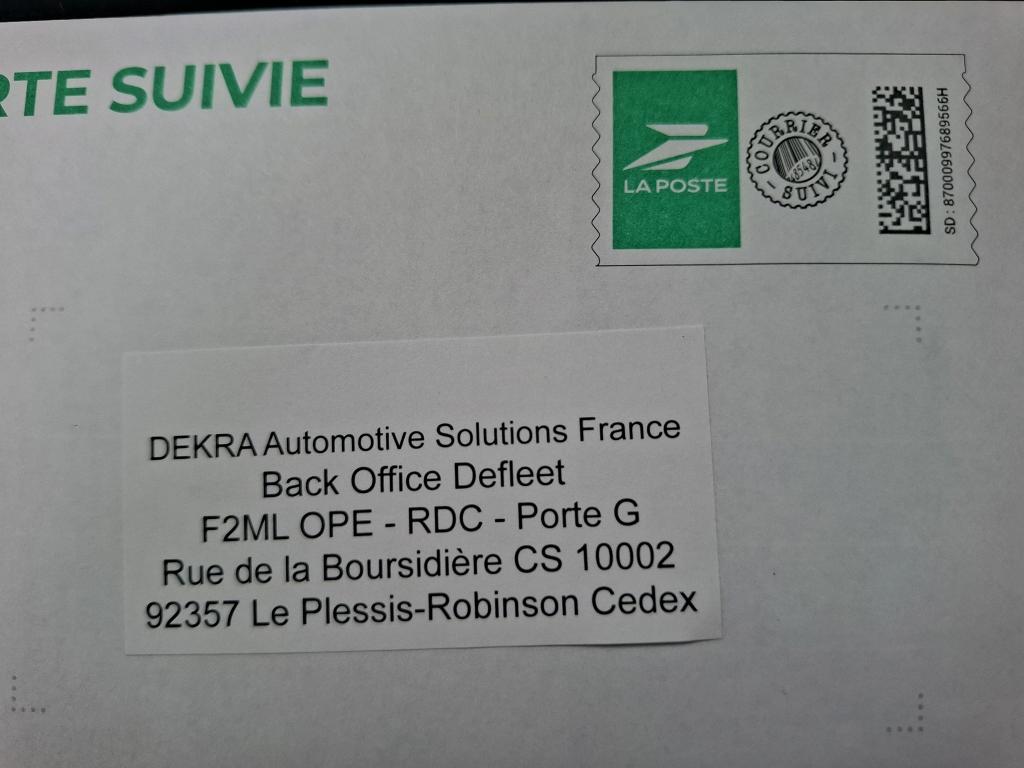 RTE SUIVIE
LA POSTE
COURRIER
SUIVI
SD : 87000997689566H
DEKRA Automotive Solutions France
Back Office Defleet
F2ML OPE - RDC - Porte G
Rue de la Boursidière CS 10002
92357 Le Plessis-Robinson Cedex